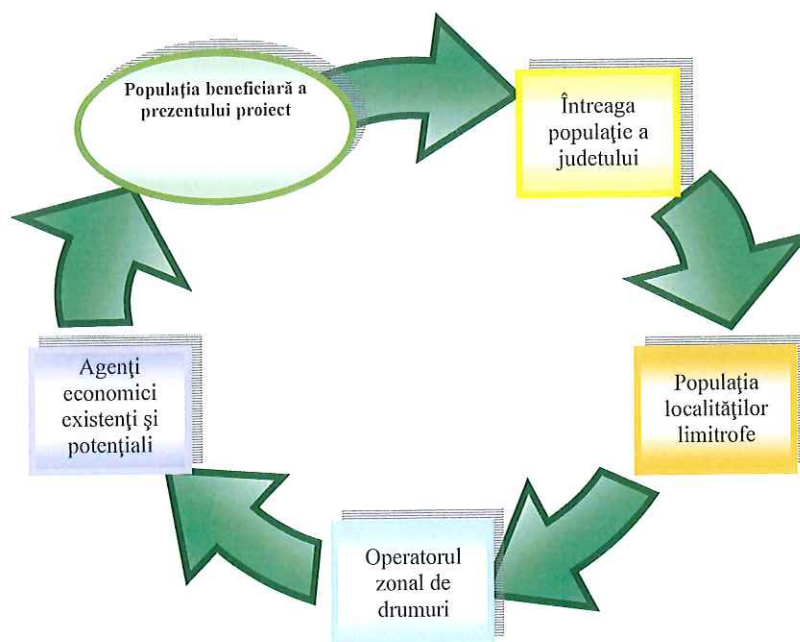 Populaţia beneficiară a
prezentului proiect
Întreaga
populaţie a
judetului
Populaţia
localităţilor
limitrofe
Operatorul
zonal de
drumuri
Agenţi
economici
existenţi şi
potenţiali